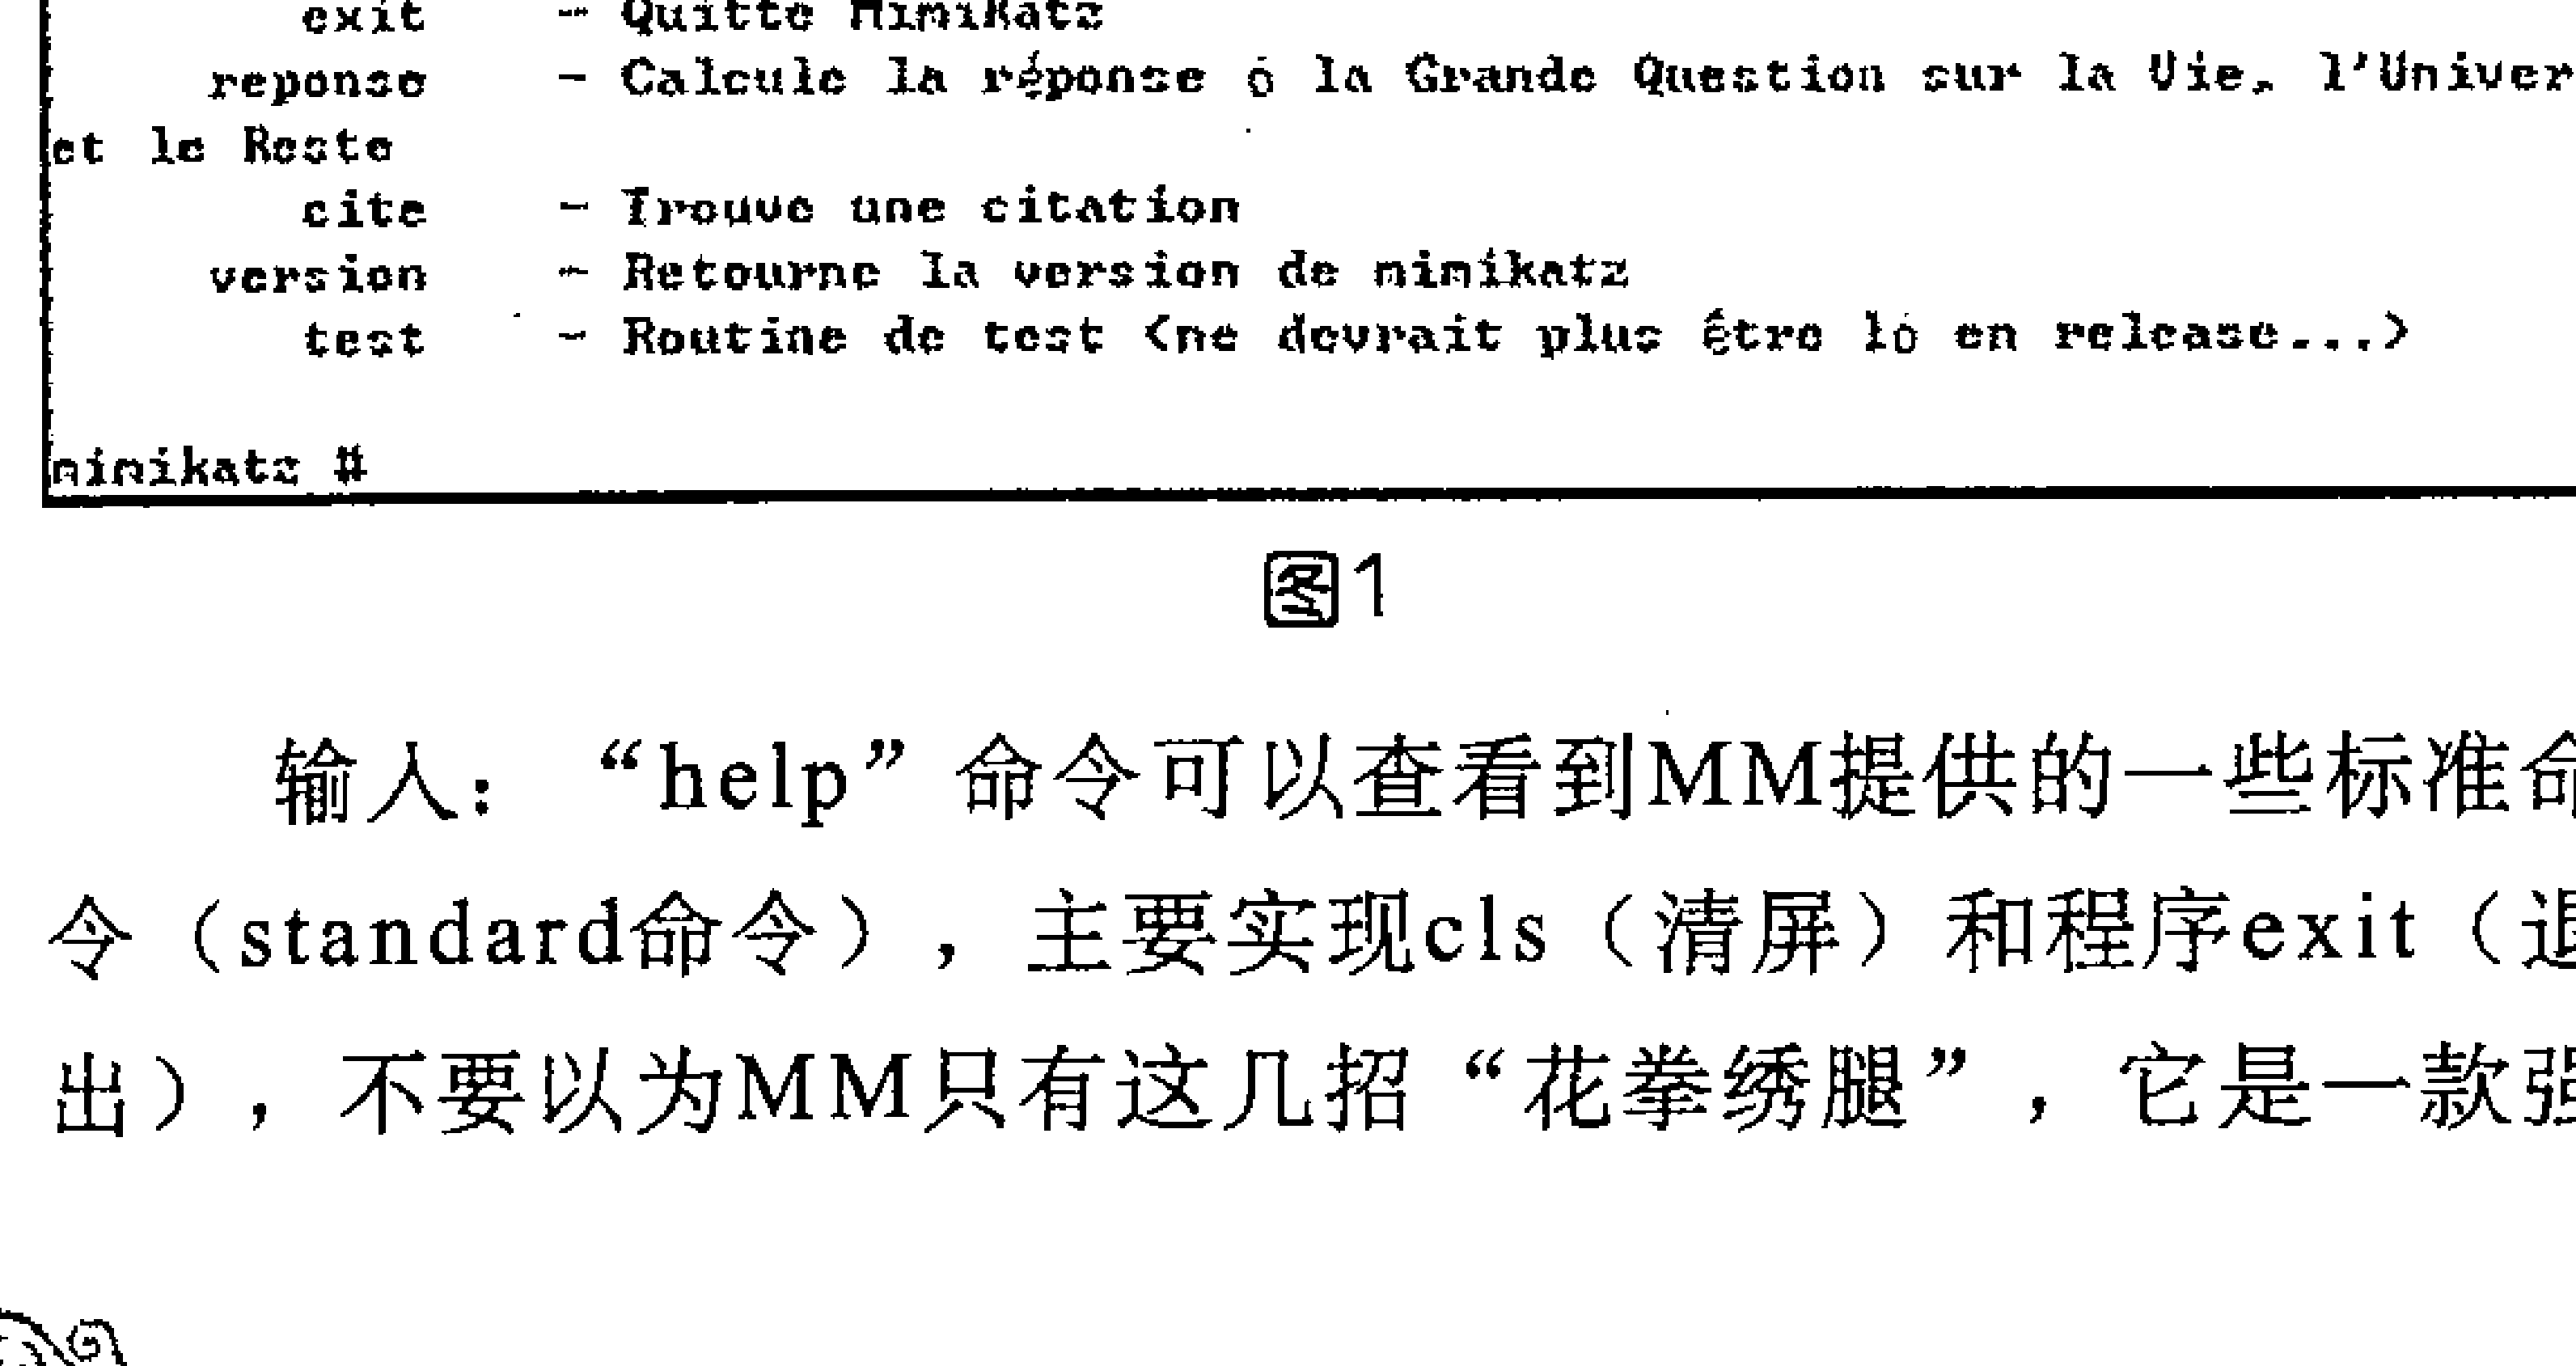 exit - Quitte MimiKatz
reponse - Calcule la réponse ó la Grande Question sur la Vie, l'Univer
et le Reste
cite - Trouve une citation
version - Retourne la version de mimikatz
test - Routine de test (ne devrait plus être ló en release...)
mimikatz #
图1
输入：“help”命令可以查看到MM提供的一些标准命
令（standard命令），主要实现cls（清屏）和程序exit（退
出），不要以为MM只有这几招“花拳绣腿”，它是一款强